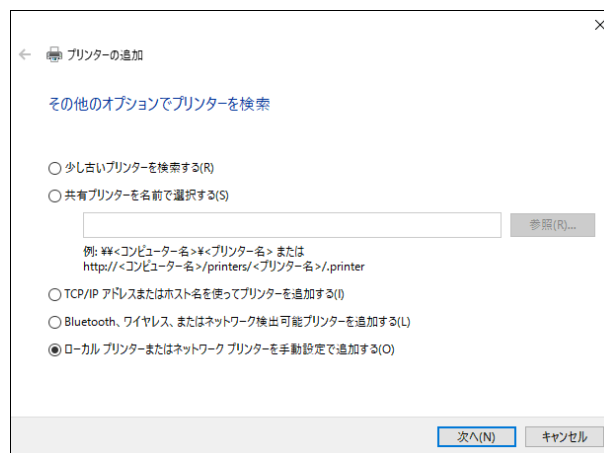 プリンターの追加
その他のオプションでプリンターを検索
少し古いプリンターを検索する(R)
共有プリンターを名前で選択する(S)
参照(R)...
例: ¥¥<コンピューター名>¥<プリンター名> または
http://<コンピューター名>/printers/<プリンター名>/.printer
TCP/IP アドレスまたはホスト名を使ってプリンターを追加する(I)
Bluetooth、ワイヤレス、またはネットワーク検出可能プリンターを追加する(L)
ローカル プリンターまたはネットワーク プリンターを手動設定で追加する(O)
次へ(N)
キャンセル